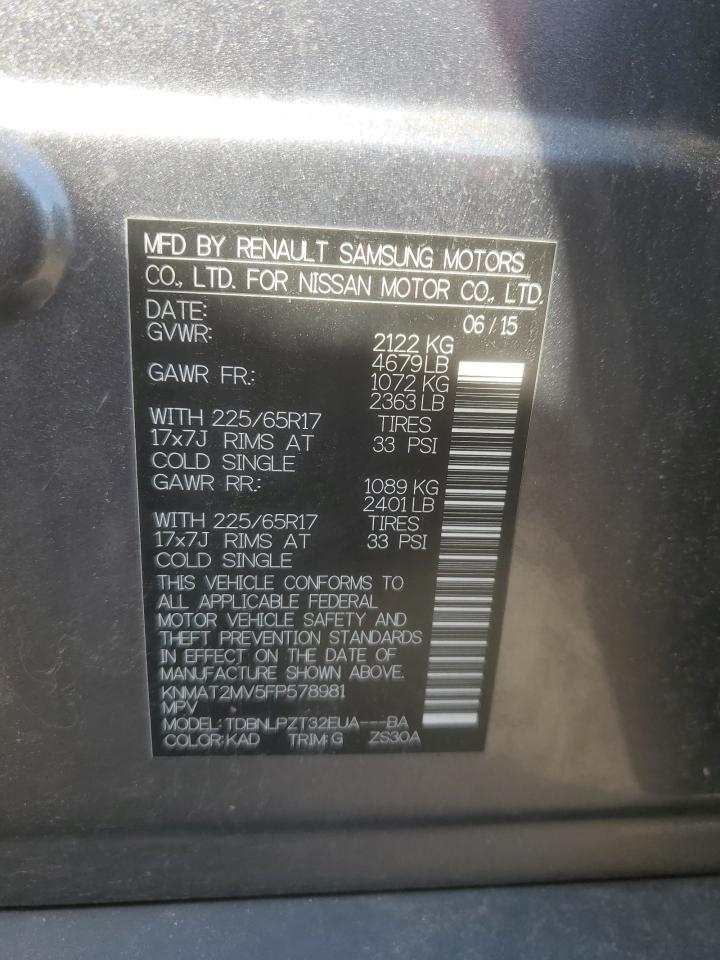 MFD BY RENAULT SAMSUNG MOTORS
CO., LTD. FOR NISSAN MOTOR CO., LTD.
DATE: 06/15
GVWR: 2122 KG
4679LB
GAWR FR.: 1072 KG
2363 LB
WITH 225/65R17 TIRES
17x7J RIMS AT 33 PSI
COLD SINGLE
GAWR RR.: 1089 KG
2401 LB
WITH 225/65R17 TIRES
17x7J RIMS AT 33 PSI
COLD SINGLE
THIS VEHICLE CONFORMS TO
ALL APPLICABLE FEDERAL
MOTOR VEHICLE SAFETY AND
THEFT PREVENTION STANDARDS
IN EFFECT ON THE DATE OF
MANUFACTURE SHOWN ABOVE.
KNMAT2MV5FP578981
MPV
MODEL: TDBNLPZT32EUA---BA
COLOR: KAD TRIM: G ZS30A